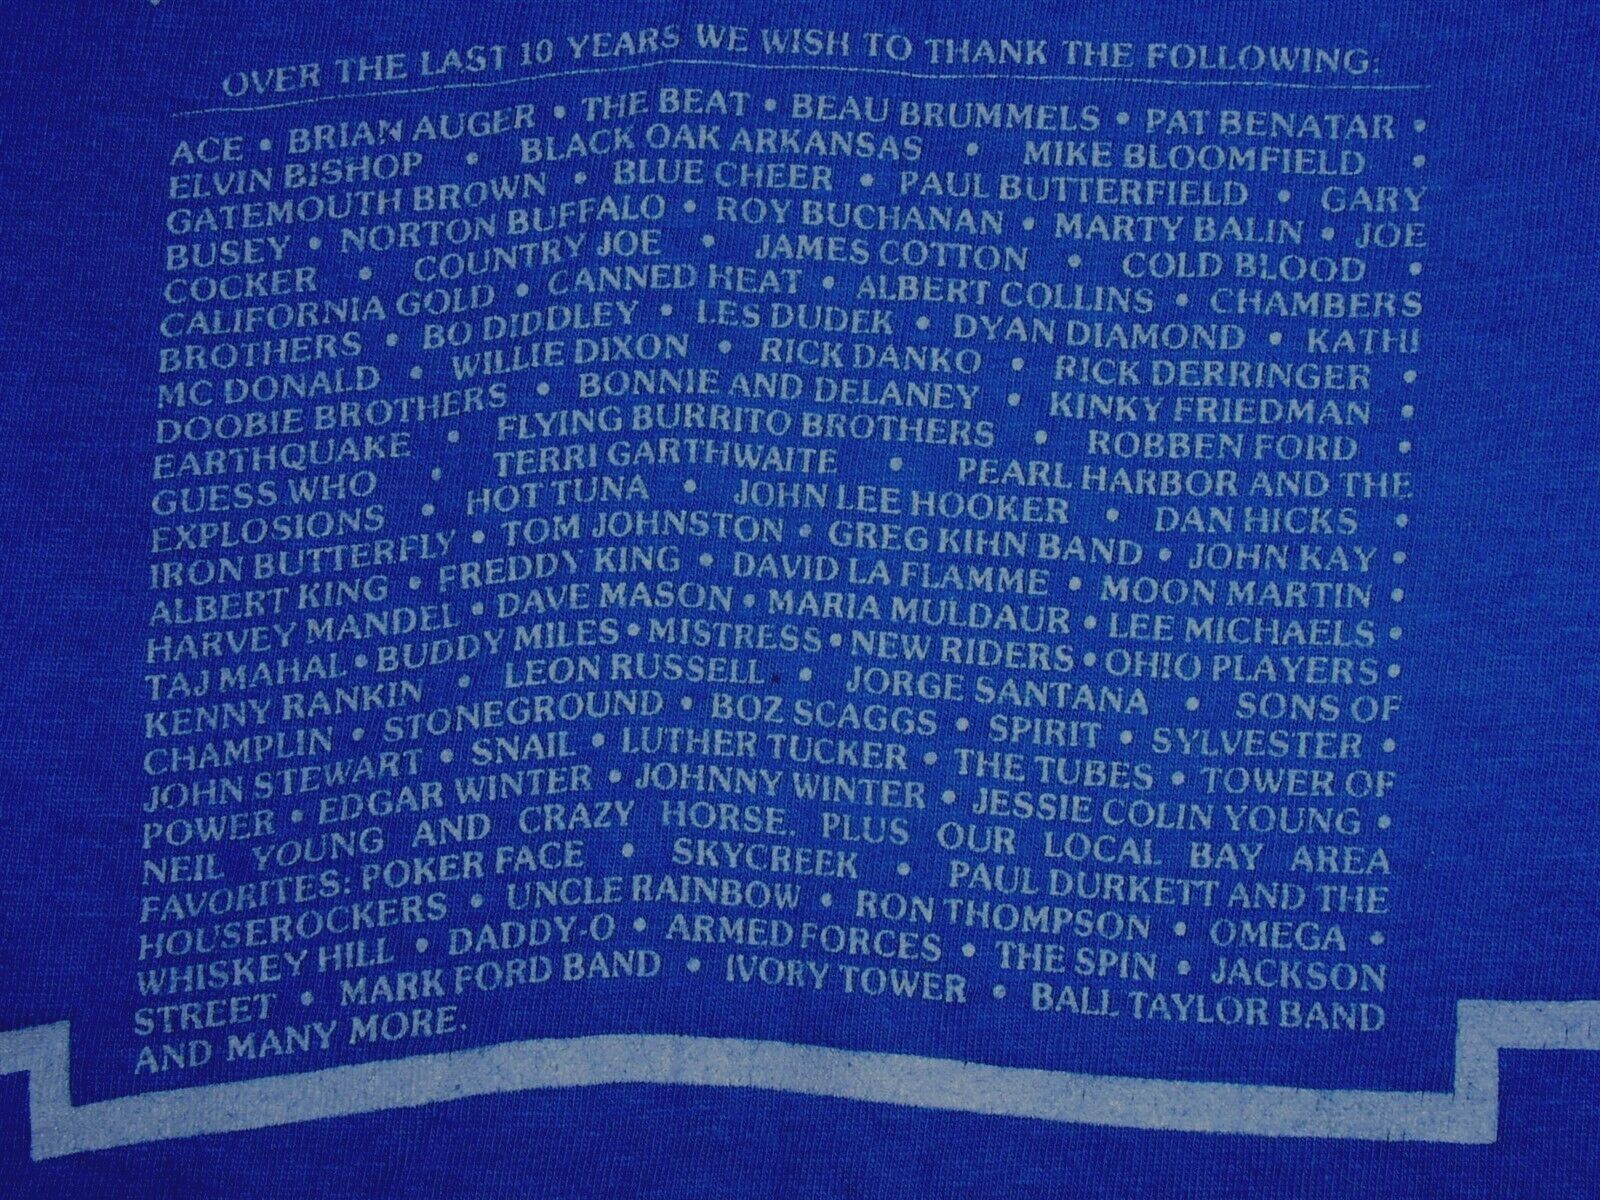 OVER THE LAST 10 YEARS WE WISH TO THANK THE FOLLOWING:
ACE • BRIAN AUGER • THE BEAT • BEAU BRUMMELS • PAT BENATAR •
ELVIN BISHOP • BLACK OAK ARKANSAS • MIKE BLOOMFIELD •
GATEMOUTH BROWN • BLUE CHEER • PAUL BUTTERFIELD • GARY
BUSEY • NORTON BUFFALO • ROY BUCHANAN • MARTY BALIN • JOE
COCKER • COUNTRY JOE • JAMES COTTON • COLD BLOOD •
CALIFORNIA GOLD • CANNED HEAT • ALBERT COLLINS • CHAMBERS
BROTHERS • BO DIDDLEY • LES DUDEK • DYAN DIAMOND • KATHI
MC DONALD • WILLIE DIXON • RICK DANKO • RICK DERRINGER •
DOOBIE BROTHERS • BONNIE AND DELANEY • KINKY FRIEDMAN •
EARTHQUAKE • FLYING BURRITO BROTHERS • ROBBEN FORD •
GUESS WHO • TERRI GARTHWAITE • PEARL HARBOR AND THE
EXPLOSIONS • HOT TUNA • JOHN LEE HOOKER • DAN HICKS •
IRON BUTTERFLY • TOM JOHNSTON • GREG KIHN BAND • JOHN KAY •
ALBERT KING • FREDDY KING • DAVID LA FLAMME • MOON MARTIN •
HARVEY MANDEL • DAVE MASON • MARIA MULDAUR • LEE MICHAELS •
TAJ MAHAL • BUDDY MILES • MISTRESS • NEW RIDERS • OHIO PLAYERS •
KENNY RANKIN • LEON RUSSELL • JORGE SANTANA • SONS OF
CHAMPLIN • STONEGROUND • BOZ SCAGGS • SPIRIT • SYLVESTER •
JOHN STEWART • SNAIL • LUTHER TUCKER • THE TUBES • TOWER OF
POWER • EDGAR WINTER • JOHNNY WINTER • JESSIE COLIN YOUNG •
NEIL YOUNG AND CRAZY HORSE. PLUS OUR LOCAL BAY AREA
FAVORITES: POKER FACE • SKYCREEK • PAUL DURKETT AND THE
HOUSEROCKERS • UNCLE RAINBOW • RON THOMPSON • OMEGA •
WHISKEY HILL • DADDY-O • ARMED FORCES • THE SPIN • JACKSON
STREET • MARK FORD BAND • IVORY TOWER • BALL TAYLOR BAND
AND MANY MORE.